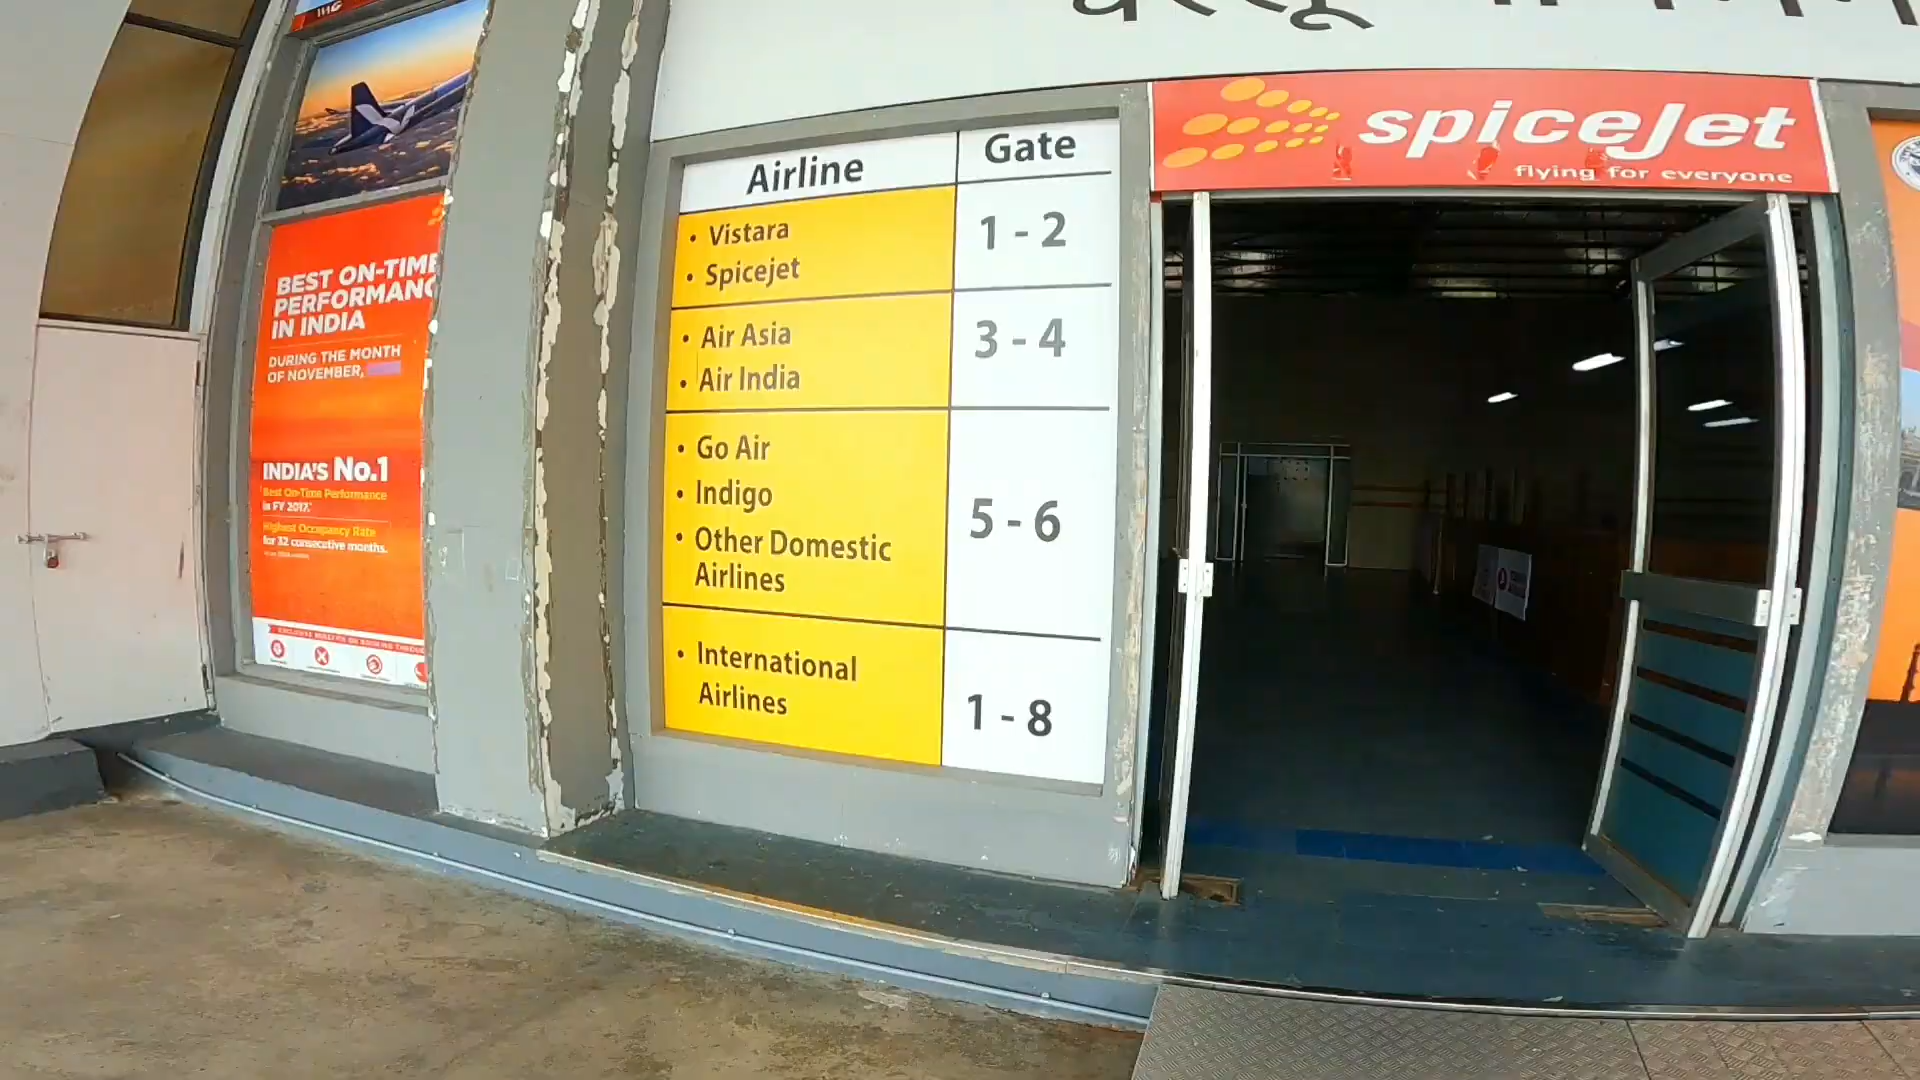 BEST ON-TIME
PERFORMANC
IN INDIA
DURING THE MONTH
OF NOVEMBER,
INDIA'S No.1
Best On-Time Performance
in FY 2017.*
Highest Occupancy Rate
for 32 consecutive months.
Airline Gate
• Vistara
• Spicejet
1 - 2
• Air Asia
• Air India
3 - 4
• Go Air
• Indigo
• Other Domestic
Airlines
5 - 6
• International
Airlines
1 - 8
spiceJet
flying for everyone